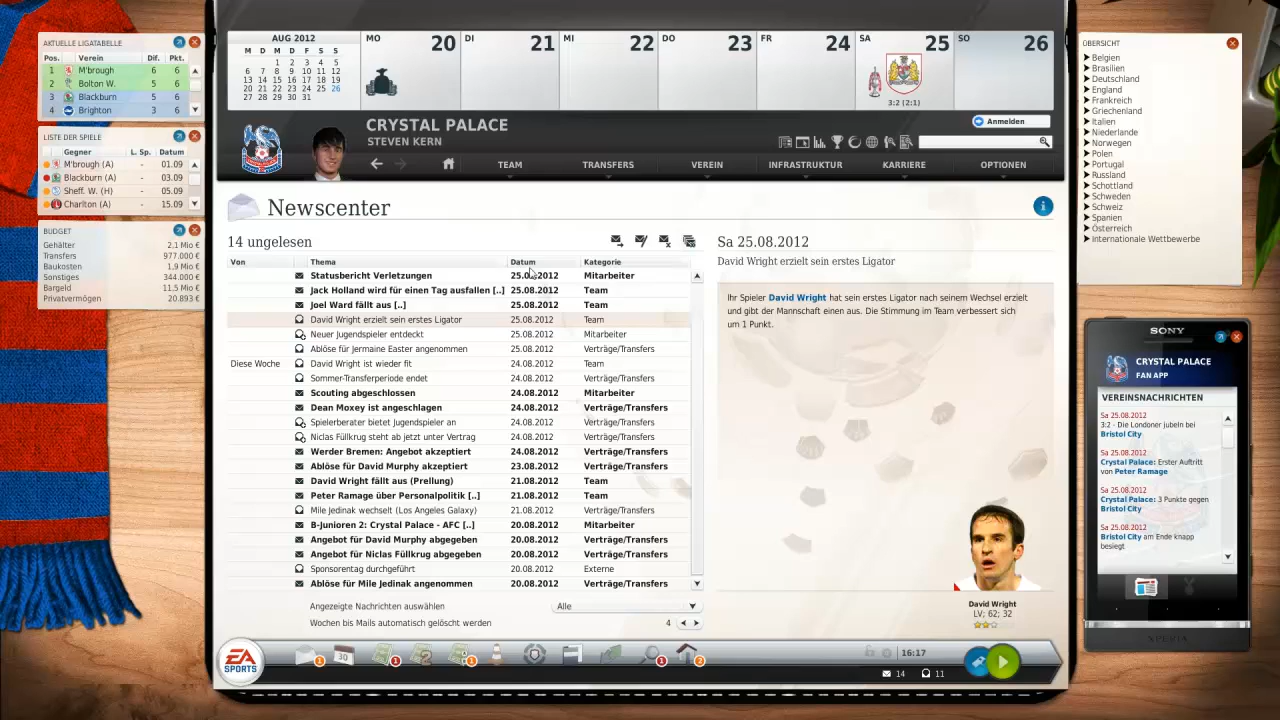 AKTUELLE LIGATABELLE
Pos. Verein Dif. Pkt.
1 M'brough 6 6
2 Bolton W. 5 6
3 Blackburn 5 6
4 Brighton 3 6
LISTE DER SPIELE
Gegner L. Sp. Datum
M'brough (A) - 01.09
Blackburn (A) - 03.09
Sheff. W. (H) - 05.09
Charlton (A) - 15.09
BUDGET
Gehälter 2,1 Mio €
Transfers 977.000 €
Baukosten 1,9 Mio €
Sonstiges 344.000 €
Bargeld 11.5 Mio €
Privatvermögen 20.893 €
AUG 2012
M D M D F S S
1 2 3 4 5
6 7 8 9 10 11 12
13 14 15 16 17 18 19
20 21 22 23 24 25 26
27 28 29 30 31
MO 20
DI 21
MI 22
DO 23
FR 24
SA 25
3:2 (2:1)
SO 26
CRYSTAL PALACE
STEVEN KERN
Anmelden
TEAM TRANSFERS VEREIN INFRASTRUKTUR KARRIERE OPTIONEN
Newscenter
14 ungelesen
Von Thema Datum Kategorie
Statusbericht Verletzungen 25.08.2012 Mitarbeiter
Jack Holland wird für einen Tag ausfallen [..] 25.08.2012 Team
Joel Ward fällt aus [..] 25.08.2012 Team
David Wright erzielt sein erstes Ligator 25.08.2012 Team
Neuer Jugendspieler entdeckt 25.08.2012 Mitarbeiter
Ablöse für Jermaine Easter angenommen 25.08.2012 Verträge/Transfers
Diese Woche David Wright ist wieder fit 24.08.2012 Team
Sommer-Transferperiode endet 24.08.2012 Verträge/Transfers
Scouting abgeschlossen 24.08.2012 Mitarbeiter
Dean Moxey ist angeschlagen 24.08.2012 Verträge/Transfers
Spielerberater bietet Jugendspieler an 24.08.2012 Verträge/Transfers
Niclas Füllkrug steht ab jetzt unter Vertrag 24.08.2012 Verträge/Transfers
Werder Bremen: Angebot akzeptiert 24.08.2012 Verträge/Transfers
Ablöse für David Murphy akzeptiert 23.08.2012 Verträge/Transfers
David Wright fällt aus (Prellung) 21.08.2012 Team
Peter Ramage über Personalpolitik [..] 21.08.2012 Team
Mile Jedinak wechselt (Los Angeles Galaxy) 21.08.2012 Verträge/Transfers
B-Junioren 2: Crystal Palace - AFC [..] 20.08.2012 Mitarbeiter
Angebot für David Murphy abgegeben 20.08.2012 Verträge/Transfers
Angebot für Niclas Füllkrug abgegeben 20.08.2012 Verträge/Transfers
Sponsorentag durchgeführt 20.08.2012 Externe
Ablöse für Mile Jedinak angenommen 20.08.2012 Verträge/Transfers
Angezeigte Nachrichten auswählen Alle
Wochen bis Mails automatisch gelöscht werden 4
Sa 25.08.2012
David Wright erzielt sein erstes Ligator
Ihr Spieler David Wright hat sein erstes Ligator nach seinem Wechsel erzielt
und gibt der Mannschaft einen aus. Die Stimmung im Team verbessert sich
um 1 Punkt.
David Wright
LV; 62; 32
EA
SPORTS
1 30 1 2 1 1 2
16:17
14 11
ÜBERSICHT
Belgien
Brasilien
Deutschland
England
Frankreich
Griechenland
Italien
Niederlande
Norwegen
Polen
Portugal
Russland
Schottland
Schweden
Schweiz
Spanien
Österreich
Internationale Wettbewerbe
SONY
CRYSTAL PALACE
FAN APP
VEREINSNACHRICHTEN
Sa 25.08.2012
3:2 - Die Londoner jubeln bei
Bristol City
Sa 25.08.2012
Crystal Palace: Erster Auftritt
von Peter Ramage
Sa 25.08.2012
Crystal Palace: 3 Punkte gegen
Bristol City
Sa 25.08.2012
Bristol City am Ende knapp
besiegt
XPERIA